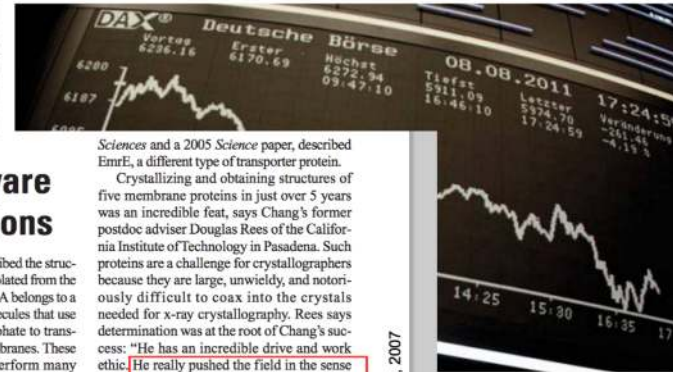 DAX® Deutsche Börse 08.08.2011 17:24:59
Vortag Erster Höchst Tiefst Letzter Veränderung
6236.16 6170.69 6272.94 5911.09 5974.70 -261.46
09:47:10 16:46:10 17:24:59 -4.19 %
6280
6187
14:25 15:30 16:35 17
are
ons
ibed the struc-
lated from the
A belongs to a
ecules that use
phate to trans-
branes. These
erform many
Sciences and a 2005 Science paper, described
EmrE, a different type of transporter protein.
Crystallizing and obtaining structures of
five membrane proteins in just over 5 years
was an incredible feat, says Chang's former
postdoc adviser Douglas Rees of the Califor-
nia Institute of Technology in Pasadena. Such
proteins are a challenge for crystallographers
because they are large, unwieldy, and notori-
ously difficult to coax into the crystals
needed for x-ray crystallography. Rees says
determination was at the root of Chang's suc-
cess: "He has an incredible drive and work
ethic. He really pushed the field in the sense
, 2007